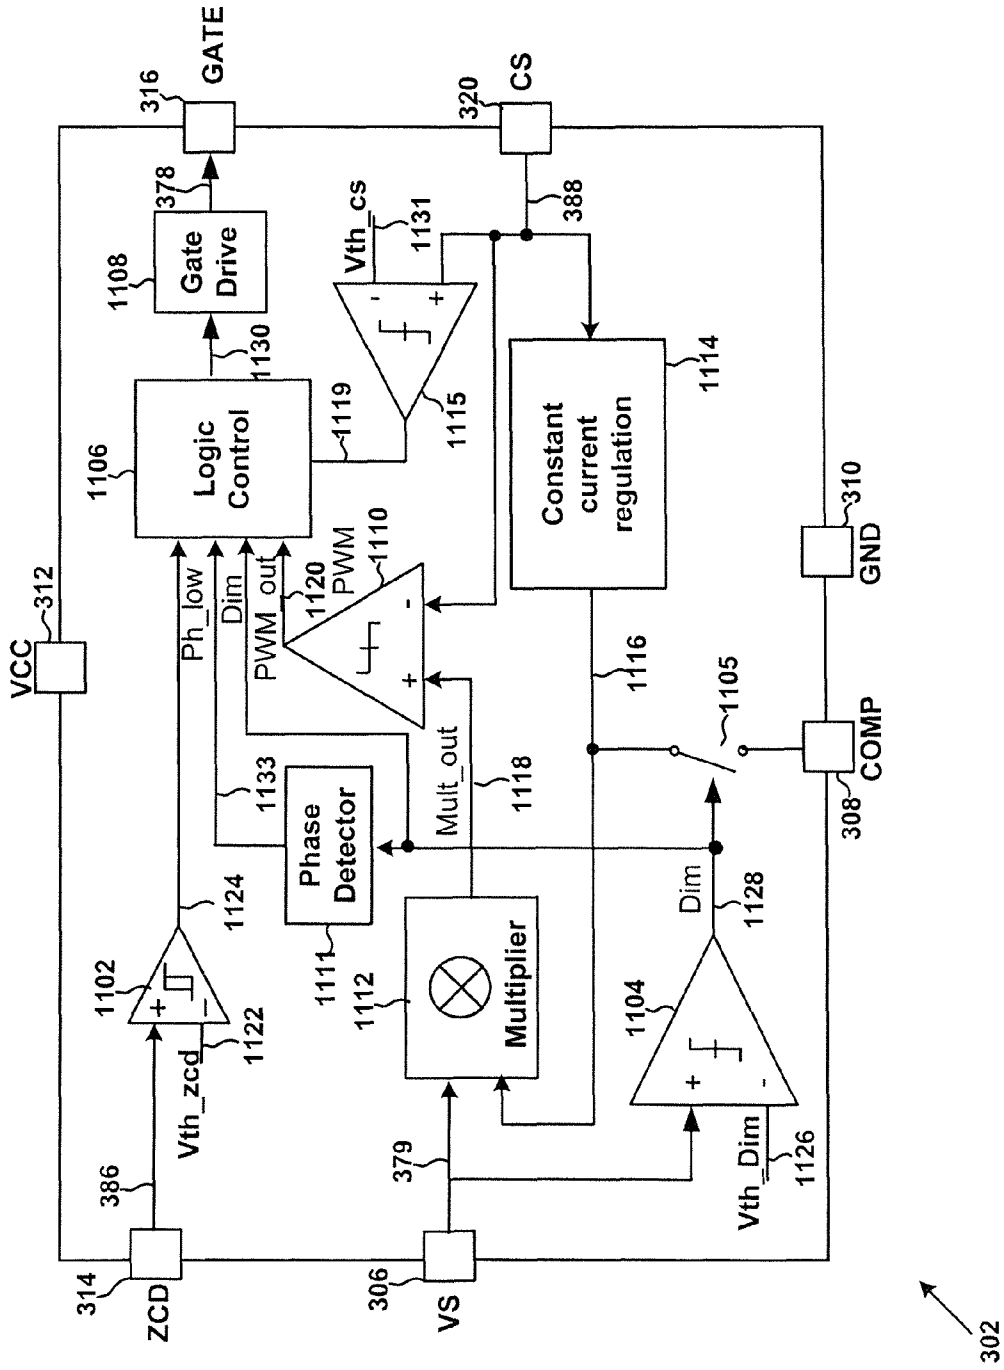 VCC
312
314
ZCD
386
Vth_zcd
1122
1102
+
-
1124
Ph_low
1133
Dim
PWM_out
1120
PWM
1110
+
-
1106
Logic
Control
1130
1108
Gate
Drive
378
316
GATE
1119
1115
-
+
Vth_cs
1131
320
CS
388
306
VS
379
1112
Multiplier
1111
Phase
Detector
Mult_out
1118
1114
Constant
current
regulation
1116
1104
+
-
Vth_Dim
1126
Dim
1128
1105
308
COMP
310
GND
302